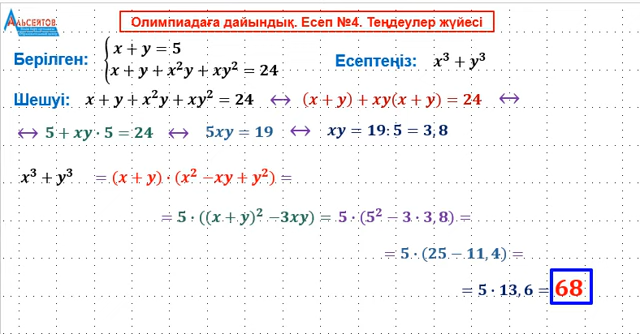 АЛЬСЕИТОВ
Олимпиадаға дайындық. Есеп №4. Теңдеулер жүйесі
Берілген: {x + y = 5
x + y + x²y + xy² = 24
Есептеңіз: x³ + y³
Шешуі: x + y + x²y + xy² = 24 ↔ (x + y) + xy(x + y) = 24 ↔
↔ 5 + xy · 5 = 24 ↔ 5xy = 19 ↔ xy = 19: 5 = 3,8
x³ + y³ = (x + y) · (x² − xy + y²) =
= 5 · ((x + y)² − 3xy) = 5 · (5² − 3 · 3,8) =
= 5 · (25 − 11,4) =
= 5 · 13,6 = 68